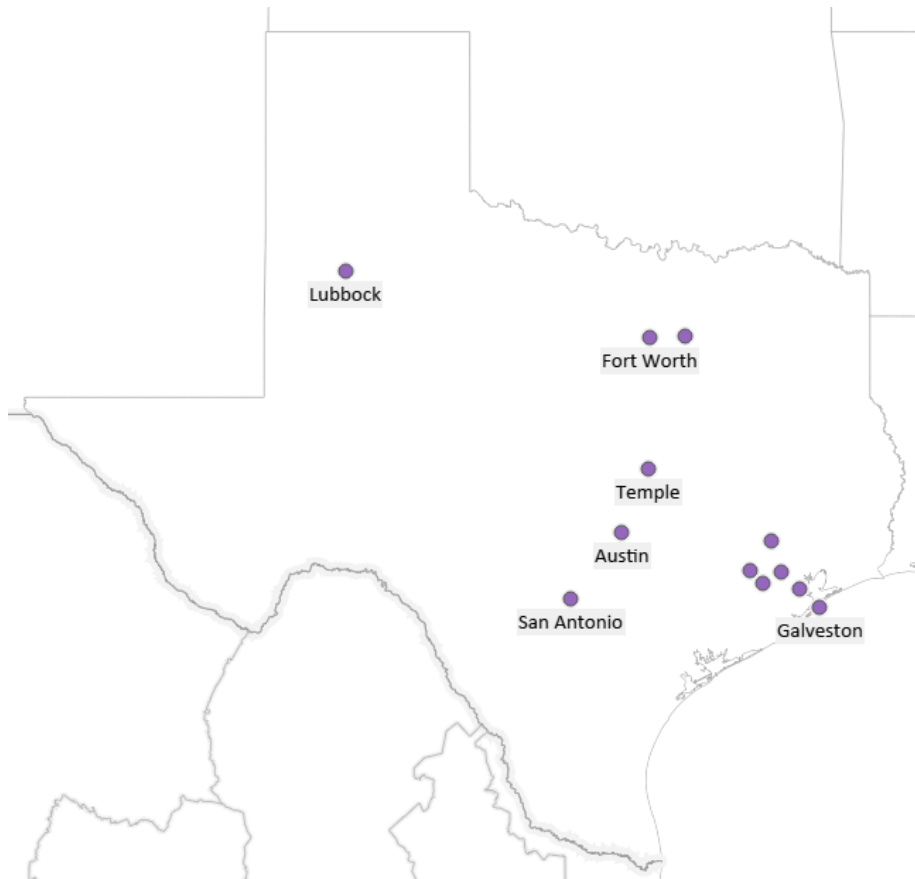 Lubbock
Fort Worth
Temple
Austin
San Antonio
Galveston